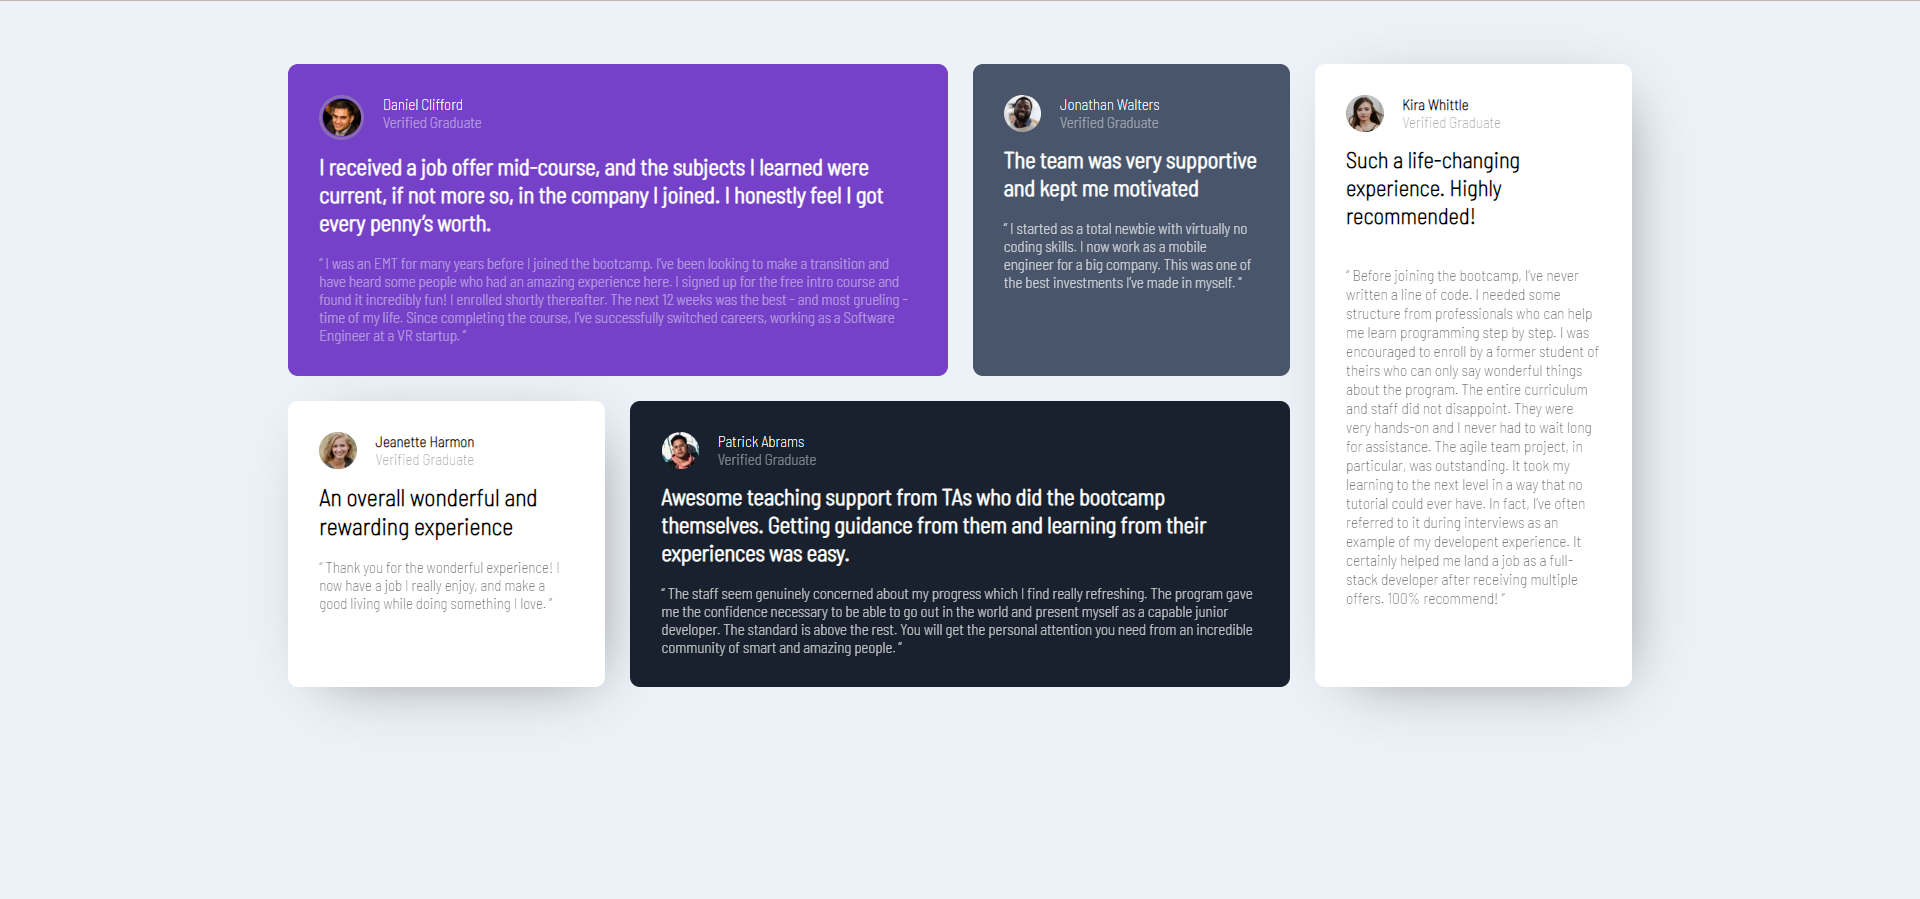 Daniel Clifford
Verified Graduate
I received a job offer mid-course, and the subjects I learned were
current, if not more so, in the company I joined. I honestly feel I got
every penny’s worth.
“ I was an EMT for many years before I joined the bootcamp. I’ve been looking to make a transition and
have heard some people who had an amazing experience here. I signed up for the free intro course and
found it incredibly fun! I enrolled shortly thereafter. The next 12 weeks was the best - and most grueling -
time of my life. Since completing the course, I’ve successfully switched careers, working as a Software
Engineer at a VR startup. ”
Jonathan Walters
Verified Graduate
The team was very supportive
and kept me motivated
“ I started as a total newbie with virtually no
coding skills. I now work as a mobile
engineer for a big company. This was one of
the best investments I’ve made in myself. ”
Kira Whittle
Verified Graduate
Such a life-changing
experience. Highly
recommended!
“ Before joining the bootcamp, I’ve never
written a line of code. I needed some
structure from professionals who can help
me learn programming step by step. I was
encouraged to enroll by a former student of
theirs who can only say wonderful things
about the program. The entire curriculum
and staff did not disappoint. They were
very hands-on and I never had to wait long
for assistance. The agile team project, in
particular, was outstanding. It took my
learning to the next level in a way that no
tutorial could ever have. In fact, I’ve often
referred to it during interviews as an
example of my developent experience. It
certainly helped me land a job as a full-
stack developer after receiving multiple
offers. 100% recommend! ”
Jeanette Harmon
Verified Graduate
An overall wonderful and
rewarding experience
“ Thank you for the wonderful experience! I
now have a job I really enjoy, and make a
good living while doing something I love. ”
Patrick Abrams
Verified Graduate
Awesome teaching support from TAs who did the bootcamp
themselves. Getting guidance from them and learning from their
experiences was easy.
“ The staff seem genuinely concerned about my progress which I find really refreshing. The program gave
me the confidence necessary to be able to go out in the world and present myself as a capable junior
developer. The standard is above the rest. You will get the personal attention you need from an incredible
community of smart and amazing people. ”